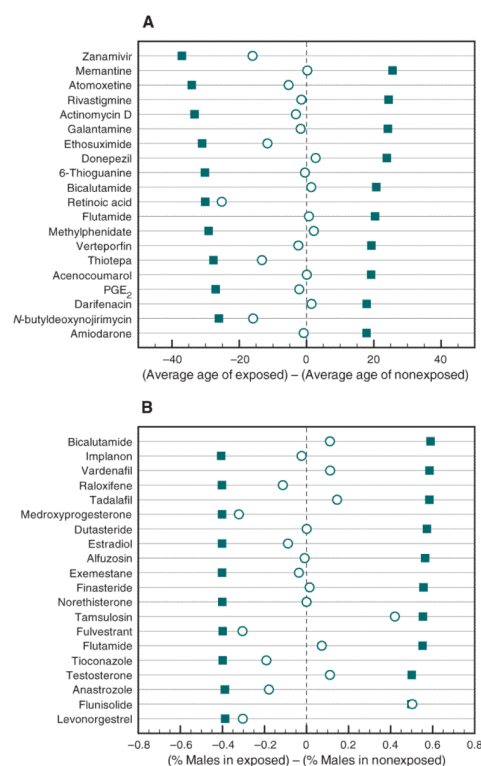 A
Zanamivir
Memantine
Atomoxetine
Rivastigmine
Actinomycin D
Galantamine
Ethosuximide
Donepezil
6-Thioguanine
Bicalutamide
Retinoic acid
Flutamide
Methylphenidate
Verteporfin
Thiotepa
Acenocoumarol
PGE2
Darifenacin
N-butyldeoxynojirimycin
Amiodarone
−40 −20 0 20 40
(Average age of exposed) – (Average age of nonexposed)
B
Bicalutamide
Implanon
Vardenafil
Raloxifene
Tadalafil
Medroxyprogesterone
Dutasteride
Estradiol
Alfuzosin
Exemestane
Finasteride
Norethisterone
Tamsulosin
Fulvestrant
Flutamide
Tioconazole
Testosterone
Anastrozole
Flunisolide
Levonorgestrel
−0.8 −0.6 −0.4 −0.2 0 0.2 0.4 0.6 0.8
(% Males in exposed) – (% Males in nonexposed)